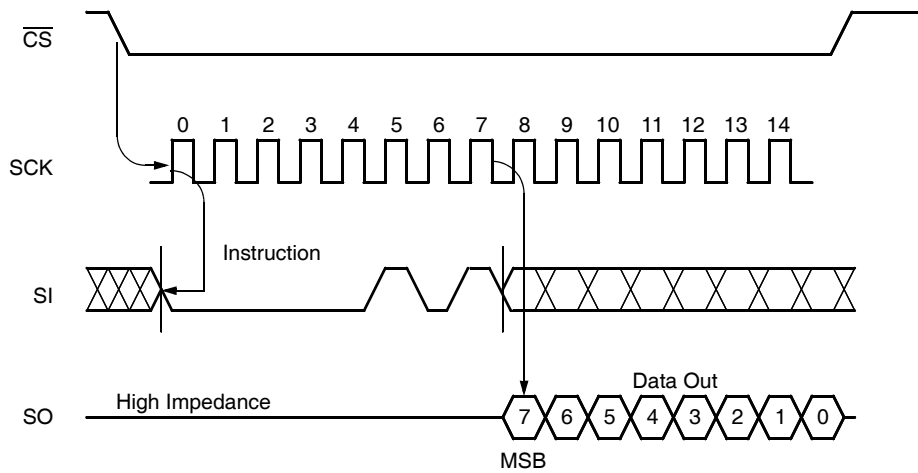 CS
0 1 2 3 4 5 6 7 8 9 10 11 12 13 14
SCK
Instruction
SI
High Impedance
Data Out
SO
7 6 5 4 3 2 1 0
MSB